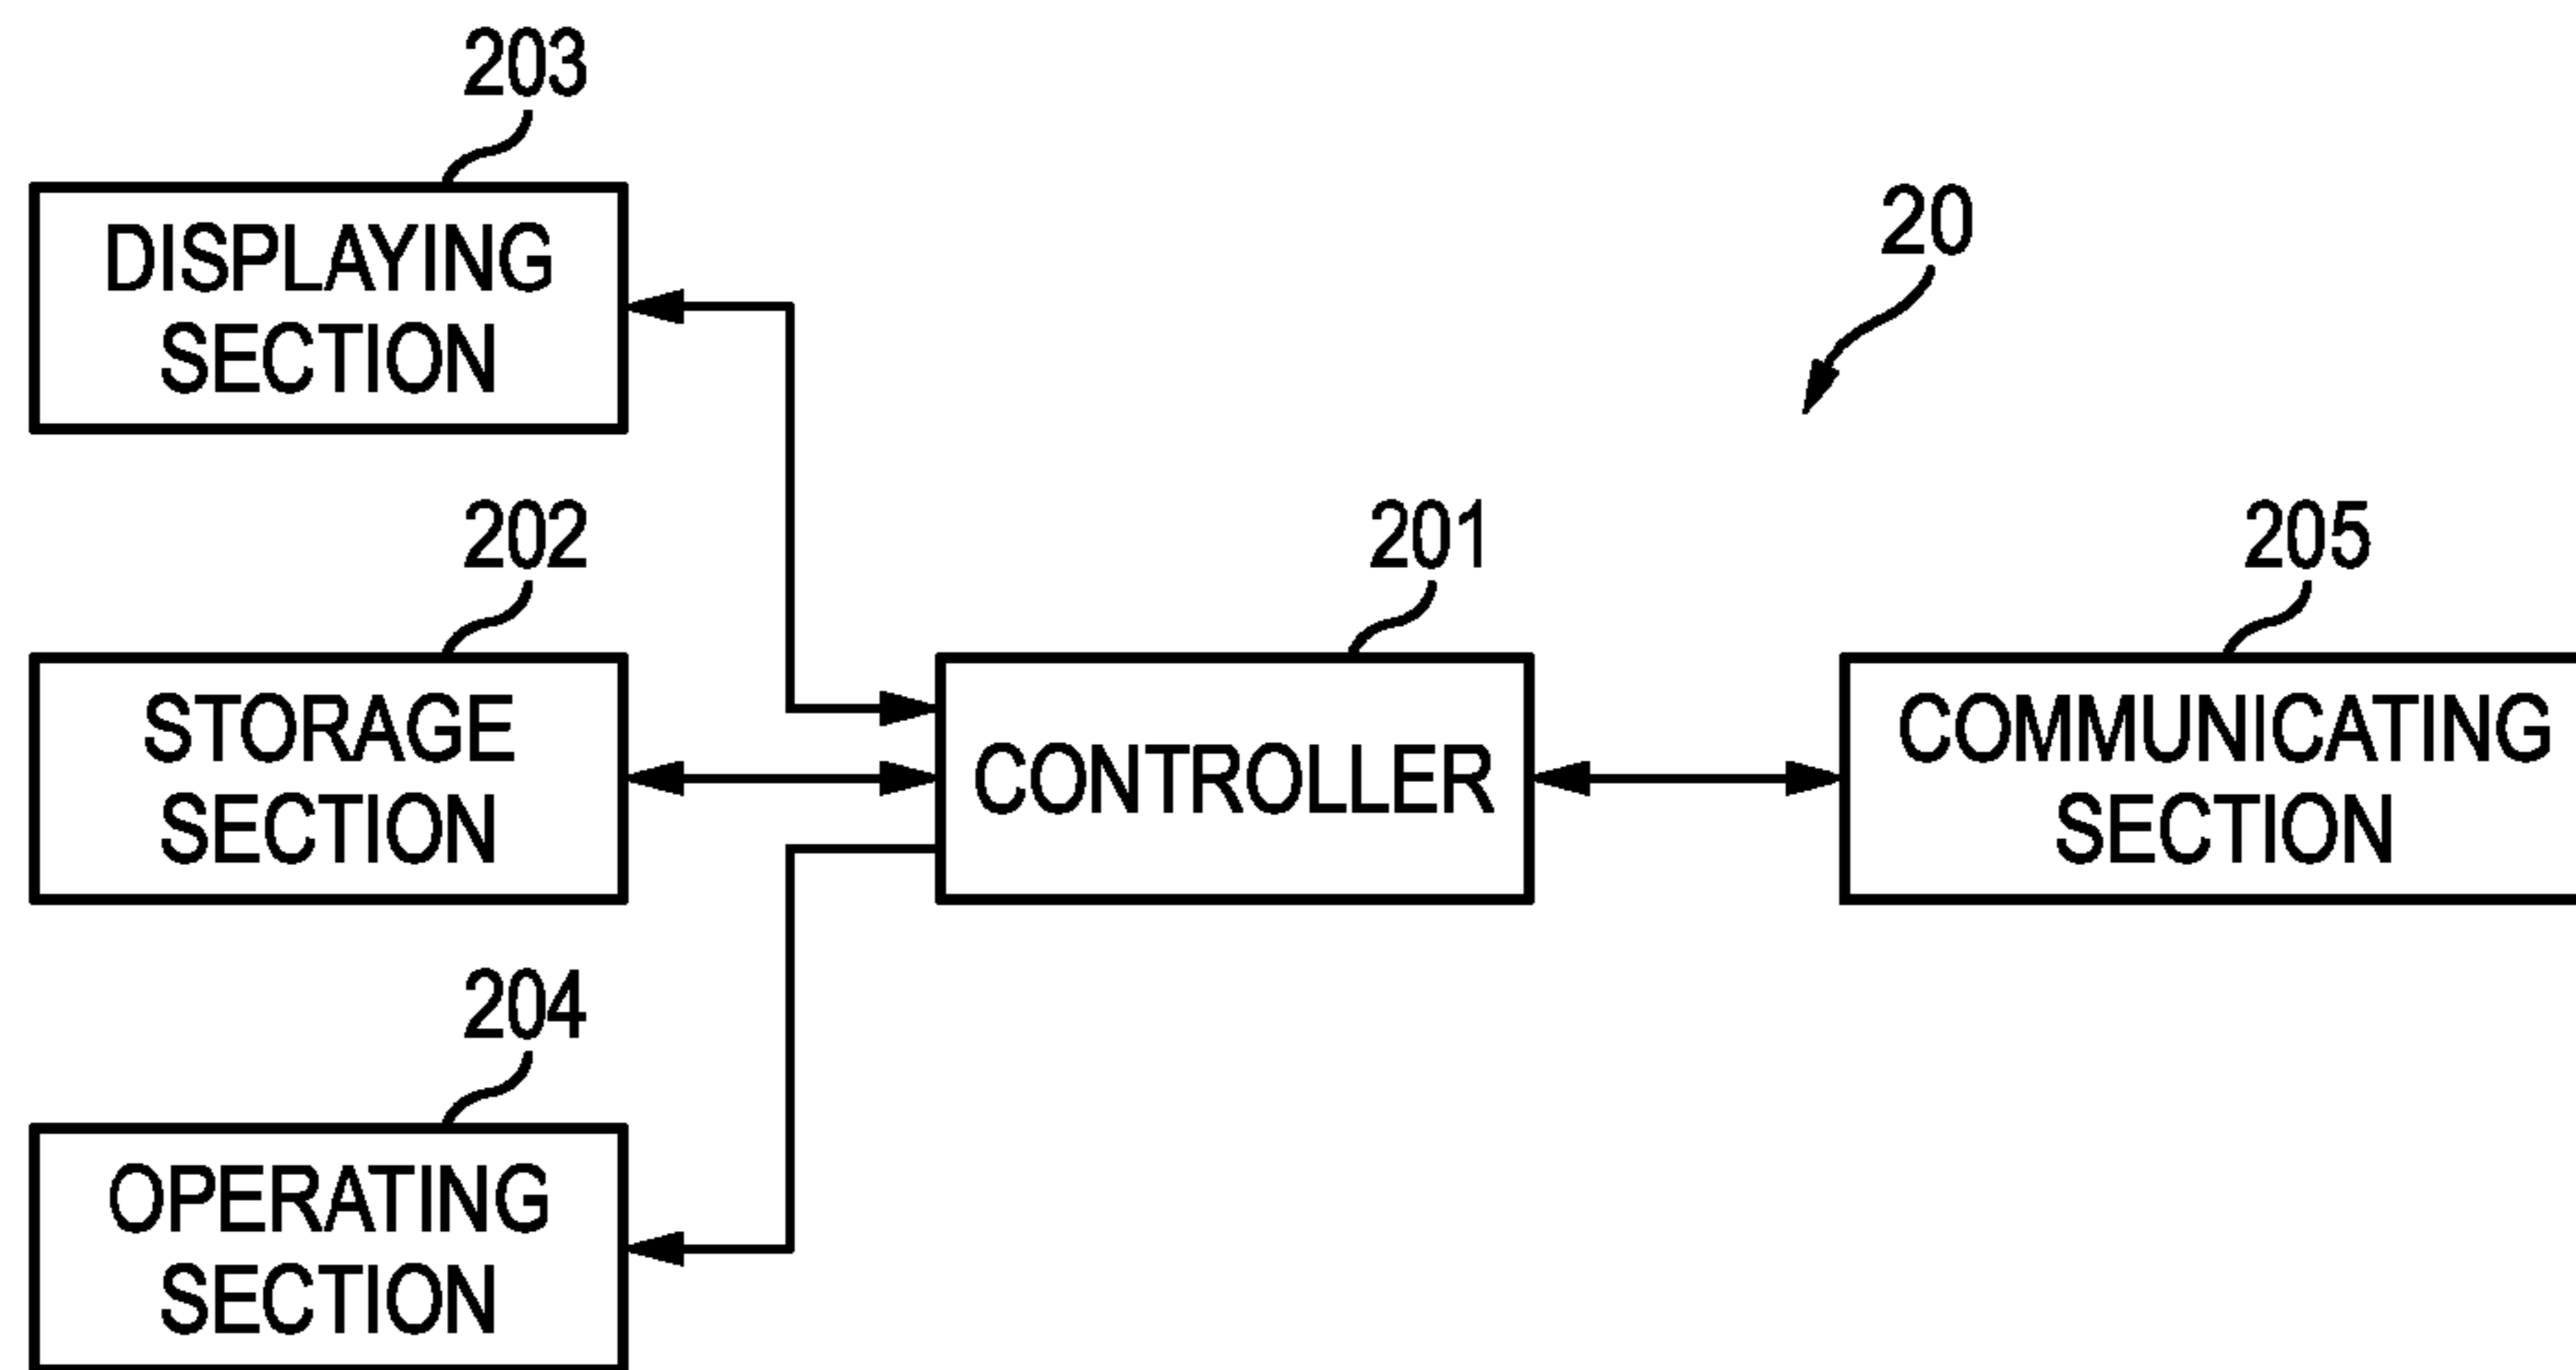 203
DISPLAYING
SECTION
20
202
STORAGE
SECTION
201
CONTROLLER
205
COMMUNICATING
SECTION
204
OPERATING
SECTION